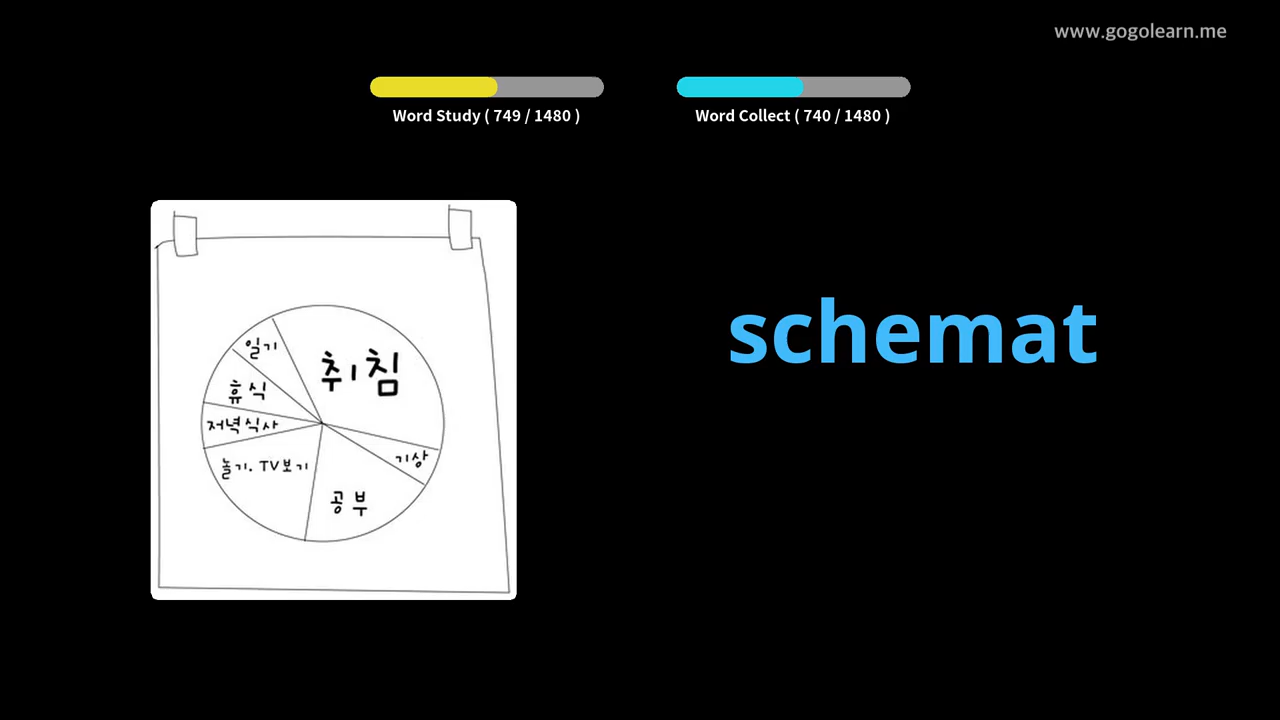 www.gogolearn.me
Word Study ( 749 / 1480 )
Word Collect ( 740 / 1480 )
일기
취침
휴식
저녁식사
놀기. TV보기
기상
공부
schemat